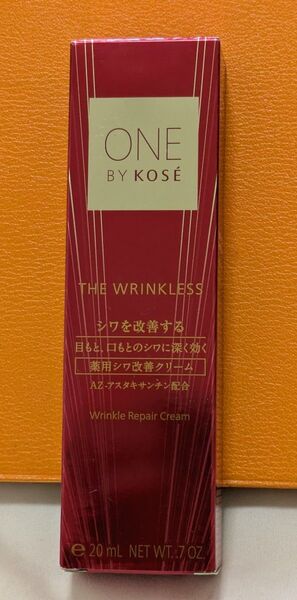 ONE
BY KOSÉ
THE WRINKLESS
シワを改善する
目もと、口もとのシワに深く効く
薬用シワ改善クリーム
AZ-アスタキサンチン配合
Wrinkle Repair Cream
℮ 20 mL NET WT. .7 OZ.